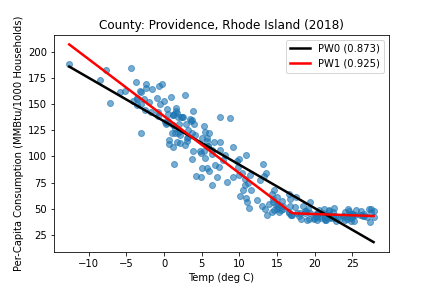 County: Providence, Rhode Island (2018)
Per-Capita Consumption (MMBtu/1000 Households)
200
175
150
125
100
75
50
PW0 (0.873)
PW1 (0.925)
−10 −5 0 5 10 15 20 25
Temp (deg C)